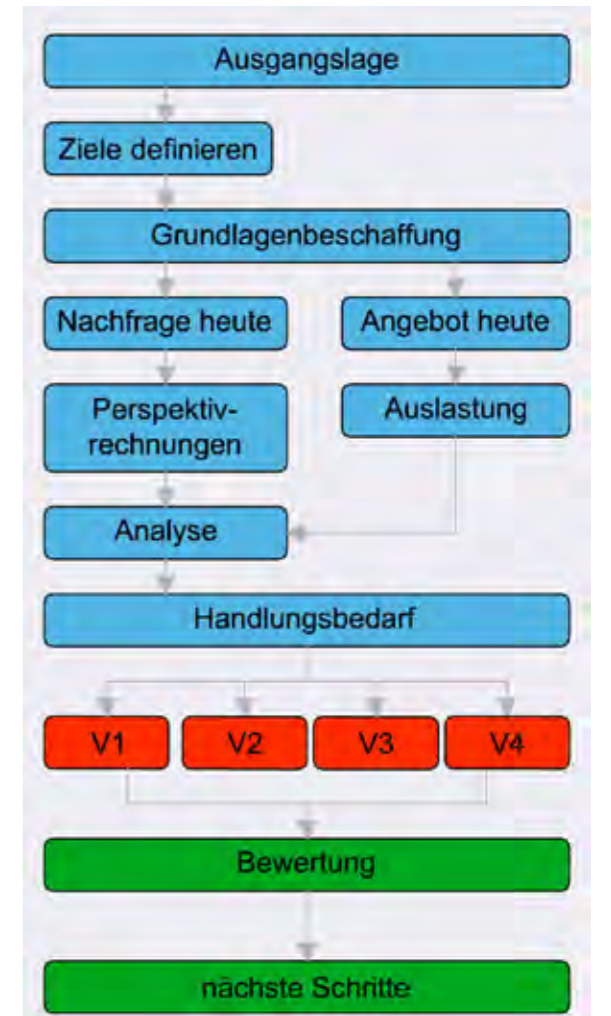 Ausgangslage
Ziele definieren
Grundlagenbeschaffung
Nachfrage heute
Angebot heute
Perspektiv-
rechnungen
Auslastung
Analyse
Handlungsbedarf
V1
V2
V3
V4
Bewertung
nächste Schritte